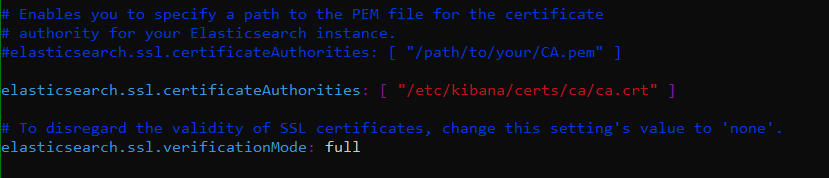 # Enables you to specify a path to the PEM file for the certificate
# authority for your Elasticsearch instance.
#elasticsearch.ssl.certificateAuthorities: [ "/path/to/your/CA.pem" ]
elasticsearch.ssl.certificateAuthorities: [ "/etc/kibana/certs/ca/ca.crt" ]
# To disregard the validity of SSL certificates, change this setting's value to 'none'.
elasticsearch.ssl.verificationMode: full